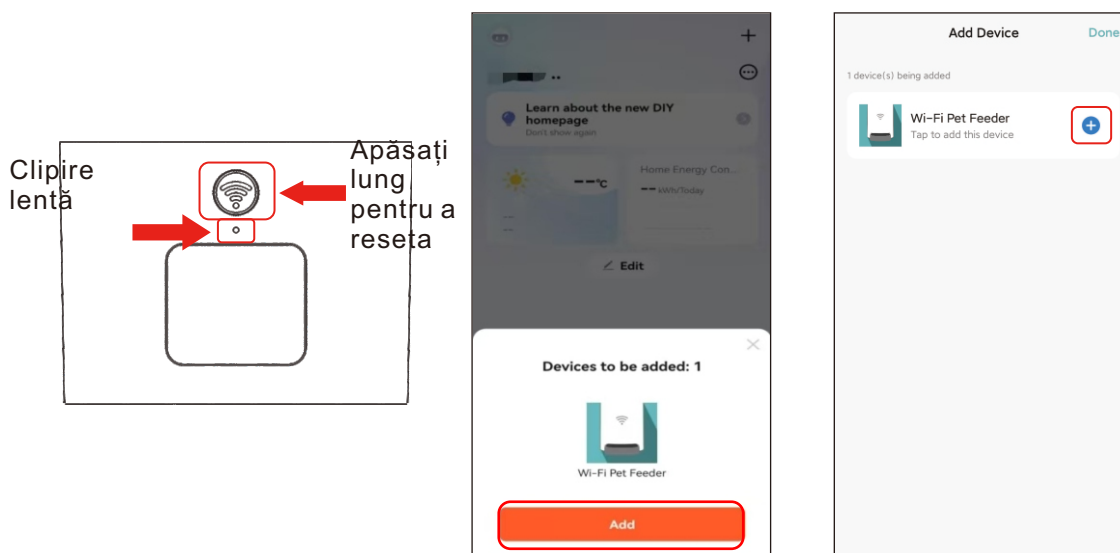 Clipire
lentă
Apăsați
lung
pentru a
reseta
Learn about the new DIY
homepage
Don't show again
--°C
--
--
Home Energy Con...
-- kWh/Today
Edit
Devices to be added: 1
Wi-Fi Pet Feeder
Add
Add Device
Done
1 device(s) being added
Wi-Fi Pet Feeder
Tap to add this device